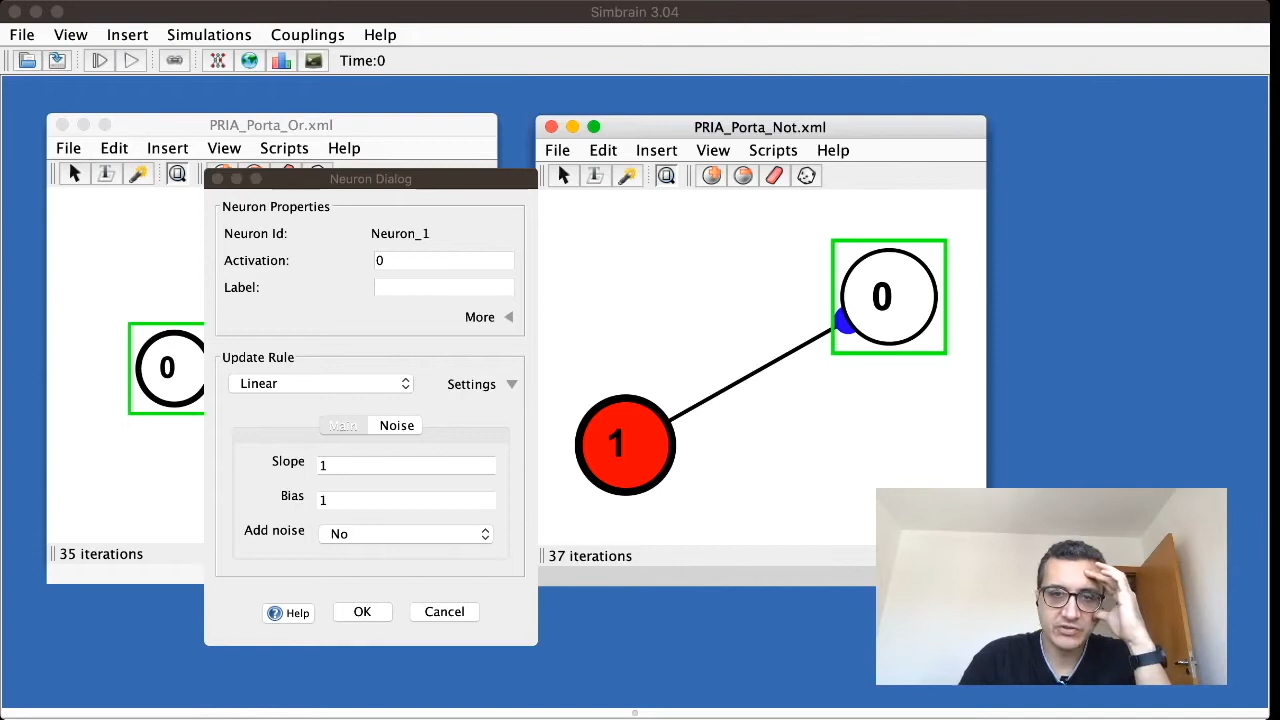 Simbrain 3.04
File View Insert Simulations Couplings Help
Time:0
PRIA_Porta_Or.xml
File Edit Insert View Scripts Help
0
35 iterations
Neuron Dialog
Neuron Properties
Neuron Id: Neuron_1
Activation: 0
Label:
More
Update Rule
Linear Settings
Main Noise
Slope 1
Bias 1
Add noise No
? Help OK Cancel
PRIA_Porta_Not.xml
File Edit Insert View Scripts Help
0
1
37 iterations